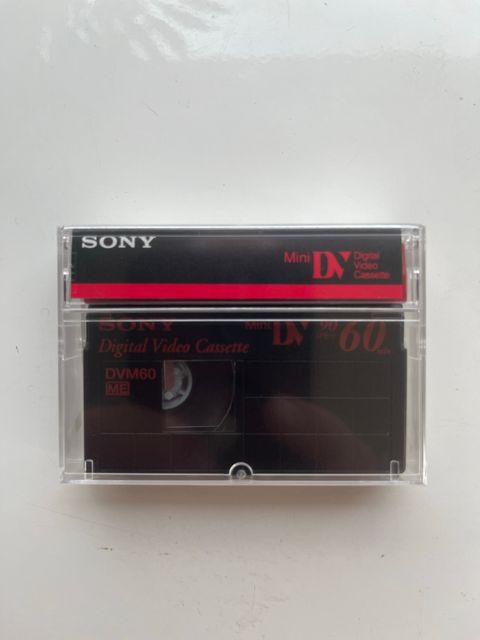 SONY
Mini DV Digital
Video
Cassette
SONY
Mini DV 90 60
Digital Video Cassette
DVM60
ME